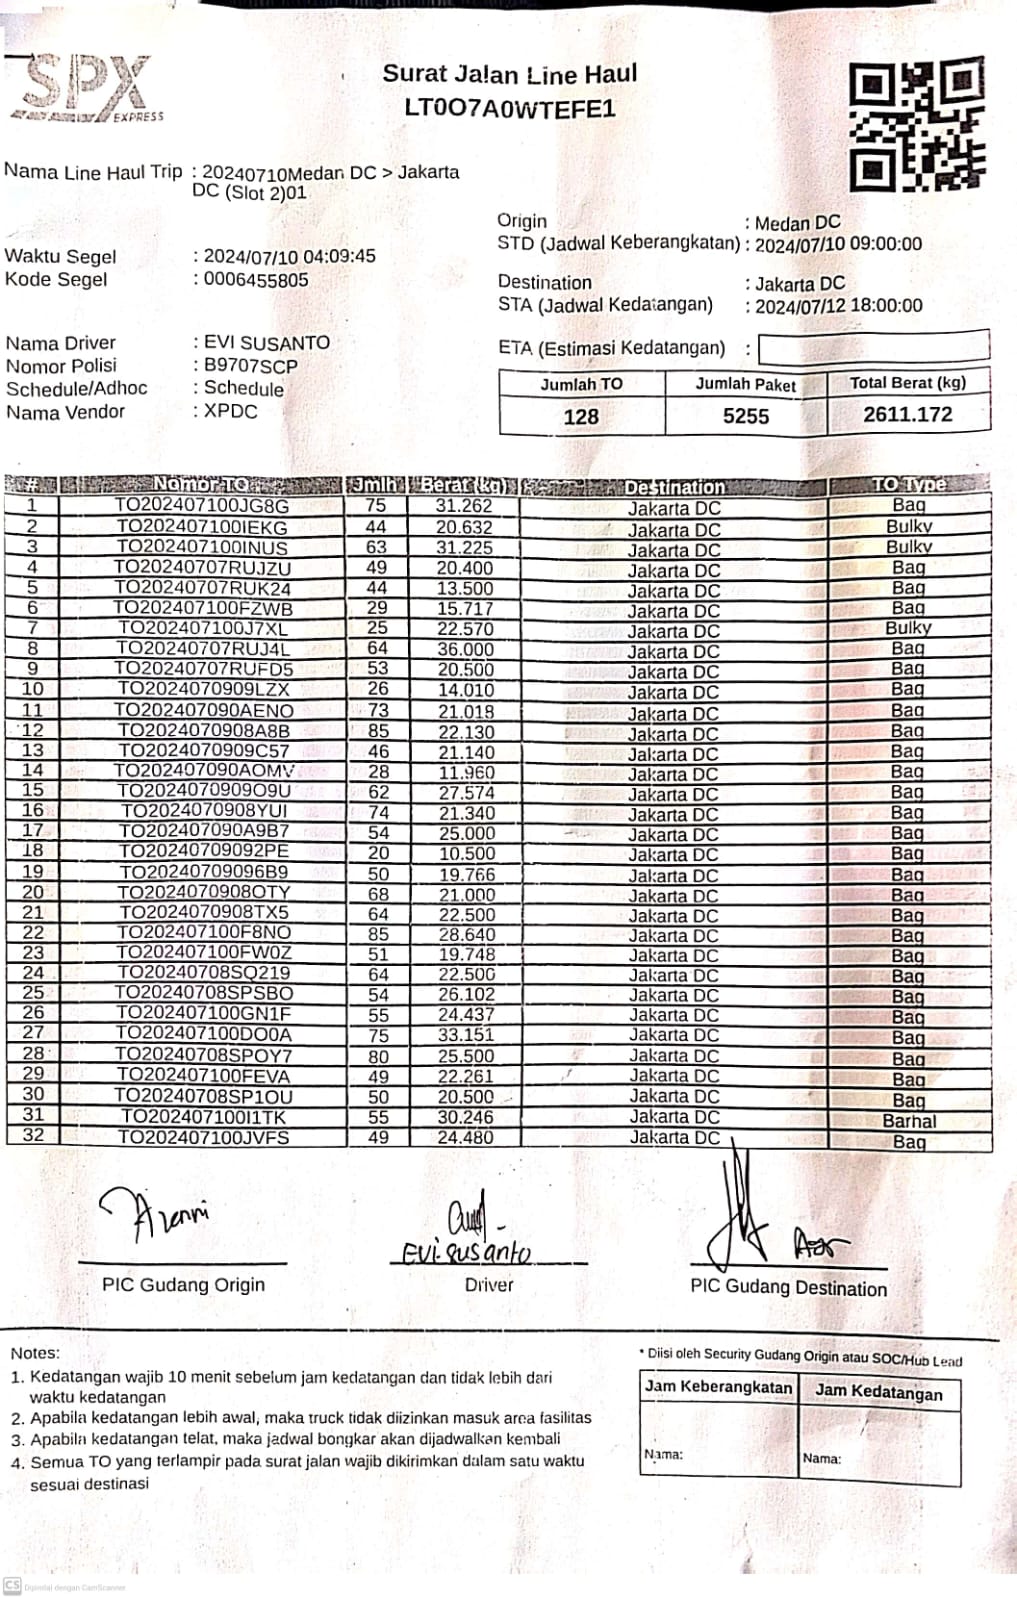 SPX
EXPRESS
Surat Jalan Line Haul
LT0O7A0WTEFE1
Nama Line Haul Trip : 20240710Medan DC > Jakarta
DC (Slot 2)01
Origin : Medan DC
STD (Jadwal Keberangkatan) : 2024/07/10 09:00:00
Waktu Segel : 2024/07/10 04:09:45
Kode Segel : 0006455805
Destination : Jakarta DC
STA (Jadwal Kedatangan) : 2024/07/12 18:00:00
Nama Driver : EVI SUSANTO
Nomor Polisi : B9707SCP
Schedule/Adhoc : Schedule
Nama Vendor : XPDC
ETA (Estimasi Kedatangan) :
Jumlah TO Jumlah Paket Total Berat (kg)
128 5255 2611.172
# Nomor TO Jmlh Berat (kg) Destination TO Type
1 TO202407100JG8G 75 31.262 Jakarta DC Bag
2 TO202407100IEKG 44 20.632 Jakarta DC Bulky
3 TO202407100INUS 63 31.225 Jakarta DC Bulky
4 TO20240707RUJZU 49 20.400 Jakarta DC Bag
5 TO20240707RUK24 44 13.500 Jakarta DC Bag
6 TO202407100FZWB 29 15.717 Jakarta DC Bag
7 TO202407100J7XL 25 22.570 Jakarta DC Bulky
8 TO20240707RUJ4L 64 36.000 Jakarta DC Bag
9 TO20240707RUFD5 53 20.500 Jakarta DC Bag
10 TO2024070909LZX 26 14.010 Jakarta DC Bag
11 TO202407090AENO 73 21.018 Jakarta DC Bag
12 TO2024070908A8B 85 22.130 Jakarta DC Bag
13 TO2024070909C57 46 21.140 Jakarta DC Bag
14 TO202407090AOMV 28 11.960 Jakarta DC Bag
15 TO2024070909O9U 62 27.574 Jakarta DC Bag
16 TO2024070908YUI 74 21.340 Jakarta DC Bag
17 TO202407090A9B7 54 25.000 Jakarta DC Bag
18 TO202407090​92PE 20 10.500 Jakarta DC Bag
19 TO2024070909​6B9 50 19.766 Jakarta DC Bag
20 TO2024070908OTY 68 21.000 Jakarta DC Bag
21 TO2024070908TX5 64 22.500 Jakarta DC Bag
22 TO202407100F8NO 85 28.640 Jakarta DC Bag
23 TO202407100FW0Z 51 19.748 Jakarta DC Bag
24 TO20240708SQ219 64 22.500 Jakarta DC Bag
25 TO20240708SPSBO 54 26.102 Jakarta DC Bag
26 TO202407100GN1F 55 24.437 Jakarta DC Bag
27 TO202407100DO0A 75 33.151 Jakarta DC Bag
28 TO20240708SPOY7 80 25.500 Jakarta DC Bag
29 TO202407100FEVA 49 22.261 Jakarta DC Bag
30 TO20240708SP1OU 50 20.500 Jakarta DC Bag
31 TO202407100I1TK 55 30.246 Jakarta DC Barhal
32 TO202407100JVFS 49 24.480 Jakarta DC Bag
EVI SUSANTO
PIC Gudang Origin Driver PIC Gudang Destination
Notes:
1. Kedatangan wajib 10 menit sebelum jam kedatangan dan tidak lebih dari
waktu kedatangan
2. Apabila kedatangan lebih awal, maka truck tidak diizinkan masuk area fasilitas
3. Apabila kedatangan telat, maka jadwal bongkar akan dijadwalkan kembali
4. Semua TO yang terlampir pada surat jalan wajib dikirimkan dalam satu waktu
sesuai destinasi
* Diisi oleh Security Gudang Origin atau SOC/Hub Lead
Jam Keberangkatan Jam Kedatangan
Nama: Nama:
CS Dipindai dengan CamScanner